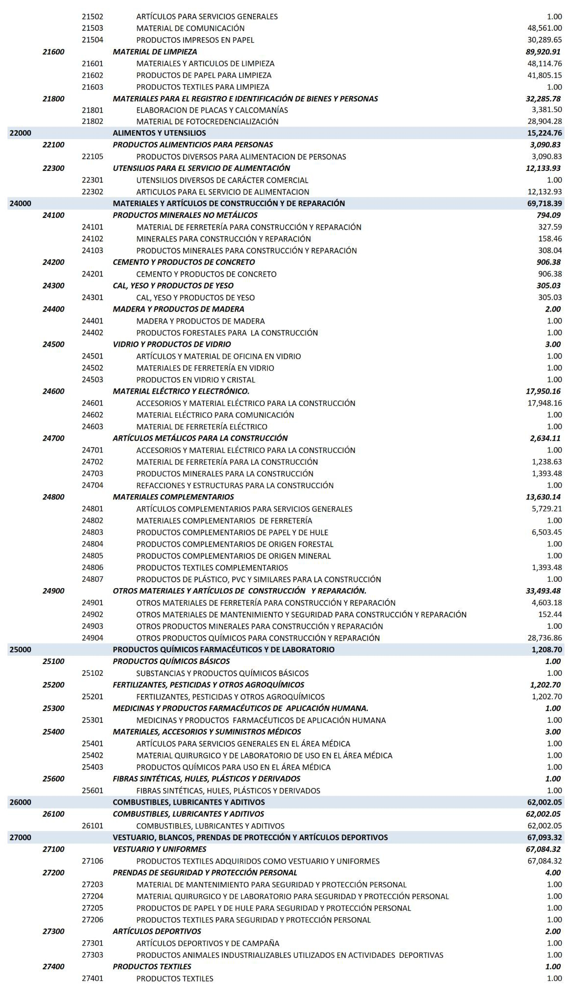 21502 ARTÍCULOS PARA SERVICIOS GENERALES 1.00
21503 MATERIAL DE COMUNICACIÓN 48,561.00
21504 PRODUCTOS IMPRESOS EN PAPEL 30,289.65
21600 MATERIAL DE LIMPIEZA 89,920.91
21601 MATERIALES Y ARTICULOS DE LIMPIEZA 48,114.76
21602 PRODUCTOS DE PAPEL PARA LIMPIEZA 41,805.15
21603 PRODUCTOS TEXTILES PARA LIMPIEZA 1.00
21800 MATERIALES PARA EL REGISTRO E IDENTIFICACIÓN DE BIENES Y PERSONAS 32,285.78
21801 ELABORACION DE PLACAS Y CALCOMANÍAS 3,381.50
21802 MATERIAL DE FOTOCREDENCIALIZACIÓN 28,904.28
22000 ALIMENTOS Y UTENSILIOS 15,224.76
22100 PRODUCTOS ALIMENTICIOS PARA PERSONAS 3,090.83
22105 PRODUCTOS DIVERSOS PARA ALIMENTACION DE PERSONAS 3,090.83
22300 UTENSILIOS PARA EL SERVICIO DE ALIMENTACIÓN 12,133.93
22301 UTENSILIOS DIVERSOS DE CARÁCTER COMERCIAL 1.00
22302 ARTICULOS PARA EL SERVICIO DE ALIMENTACION 12,132.93
24000 MATERIALES Y ARTÍCULOS DE CONSTRUCCIÓN Y DE REPARACIÓN 69,718.39
24100 PRODUCTOS MINERALES NO METÁLICOS 794.09
24101 MATERIAL DE FERRETERÍA PARA CONSTRUCCIÓN Y REPARACIÓN 327.59
24102 MINERALES PARA CONSTRUCCIÓN Y REPARACIÓN 158.46
24103 PRODUCTOS MINERALES PARA CONSTRUCCIÓN Y REPARACIÓN 308.04
24200 CEMENTO Y PRODUCTOS DE CONCRETO 906.38
24201 CEMENTO Y PRODUCTOS DE CONCRETO 906.38
24300 CAL, YESO Y PRODUCTOS DE YESO 305.03
24301 CAL, YESO Y PRODUCTOS DE YESO 305.03
24400 MADERA Y PRODUCTOS DE MADERA 2.00
24401 MADERA Y PRODUCTOS DE MADERA 1.00
24402 PRODUCTOS FORESTALES PARA LA CONSTRUCCIÓN 1.00
24500 VIDRIO Y PRODUCTOS DE VIDRIO 3.00
24501 ARTÍCULOS Y MATERIAL DE OFICINA EN VIDRIO 1.00
24502 MATERIALES DE FERRETERÍA EN VIDRIO 1.00
24503 PRODUCTOS EN VIDRIO Y CRISTAL 1.00
24600 MATERIAL ELÉCTRICO Y ELECTRÓNICO. 17,950.16
24601 ACCESORIOS Y MATERIAL ELÉCTRICO PARA LA CONSTRUCCIÓN 17,948.16
24602 MATERIAL ELÉCTRICO PARA COMUNICACIÓN 1.00
24603 MATERIAL DE FERRETERÍA ELÉCTRICO 1.00
24700 ARTÍCULOS METÁLICOS PARA LA CONSTRUCCIÓN 2,634.11
24701 ACCESORIOS Y MATERIAL ELÉCTRICO PARA LA CONSTRUCCIÓN 1.00
24702 MATERIAL DE FERRETERÍA PARA LA CONSTRUCCIÓN 1,238.63
24703 PRODUCTOS MINERALES PARA LA CONSTRUCCIÓN 1,393.48
24704 REFACCIONES Y ESTRUCTURAS PARA LA CONSTRUCCIÓN 1.00
24800 MATERIALES COMPLEMENTARIOS 13,630.14
24801 ARTÍCULOS COMPLEMENTARIOS PARA SERVICIOS GENERALES 5,729.21
24802 MATERIALES COMPLEMENTARIOS DE FERRETERÍA 1.00
24803 PRODUCTOS COMPLEMENTARIOS DE PAPEL Y DE HULE 6,503.45
24804 PRODUCTOS COMPLEMENTARIOS DE ORIGEN FORESTAL 1.00
24805 PRODUCTOS COMPLEMENTARIOS DE ORIGEN MINERAL 1.00
24806 PRODUCTOS TEXTILES COMPLEMENTARIOS 1,393.48
24807 PRODUCTOS DE PLÁSTICO, PVC Y SIMILARES PARA LA CONSTRUCCIÓN 1.00
24900 OTROS MATERIALES Y ARTÍCULOS DE CONSTRUCCIÓN Y REPARACIÓN. 33,493.48
24901 OTROS MATERIALES DE FERRETERÍA PARA CONSTRUCCIÓN Y REPARACIÓN 4,603.18
24902 OTROS MATERIALES DE MANTENIMIENTO Y SEGURIDAD PARA CONSTRUCCIÓN Y REPARACIÓN 152.44
24903 OTROS PRODUCTOS MINERALES PARA CONSTRUCCIÓN Y REPARACIÓN 1.00
24904 OTROS PRODUCTOS QUÍMICOS PARA CONSTRUCCIÓN Y REPARACIÓN 28,736.86
25000 PRODUCTOS QUÍMICOS FARMACÉUTICOS Y DE LABORATORIO 1,208.70
25100 PRODUCTOS QUÍMICOS BÁSICOS 1.00
25102 SUBSTANCIAS Y PRODUCTOS QUÍMICOS BÁSICOS 1.00
25200 FERTILIZANTES, PESTICIDAS Y OTROS AGROQUÍMICOS 1,202.70
25201 FERTILIZANTES, PESTICIDAS Y OTROS AGROQUÍMICOS 1,202.70
25300 MEDICINAS Y PRODUCTOS FARMACÉUTICOS DE APLICACIÓN HUMANA. 1.00
25301 MEDICINAS Y PRODUCTOS FARMACÉUTICOS DE APLICACIÓN HUMANA 1.00
25400 MATERIALES, ACCESORIOS Y SUMINISTROS MÉDICOS 3.00
25401 ARTÍCULOS PARA SERVICIOS GENERALES EN EL ÁREA MÉDICA 1.00
25402 MATERIAL QUIRURGICO Y DE LABORATORIO DE USO EN EL ÁREA MÉDICA 1.00
25403 PRODUCTOS QUÍMICOS PARA USO EN EL ÁREA MÉDICA 1.00
25600 FIBRAS SINTÉTICAS, HULES, PLÁSTICOS Y DERIVADOS 1.00
25601 FIBRAS SINTÉTICAS, HULES, PLÁSTICOS Y DERIVADOS 1.00
26000 COMBUSTIBLES, LUBRICANTES Y ADITIVOS 62,002.05
26100 COMBUSTIBLES, LUBRICANTES Y ADITIVOS 62,002.05
26101 COMBUSTIBLES, LUBRICANTES Y ADITIVOS 62,002.05
27000 VESTUARIO, BLANCOS, PRENDAS DE PROTECCIÓN Y ARTÍCULOS DEPORTIVOS 67,093.32
27100 VESTUARIO Y UNIFORMES 67,084.32
27106 PRODUCTOS TEXTILES ADQUIRIDOS COMO VESTUARIO Y UNIFORMES 67,084.32
27200 PRENDAS DE SEGURIDAD Y PROTECCIÓN PERSONAL 4.00
27203 MATERIAL DE MANTENIMIENTO PARA SEGURIDAD Y PROTECCIÓN PERSONAL 1.00
27204 MATERIAL QUIRURGICO Y DE LABORATORIO PARA SEGURIDAD Y PROTECCIÓN PERSONAL 1.00
27205 PRODUCTOS DE PAPEL Y DE HULE PARA SEGURIDAD Y PROTECCIÓN PERSONAL 1.00
27206 PRODUCTOS TEXTILES PARA SEGURIDAD Y PROTECCIÓN PERSONAL 1.00
27300 ARTÍCULOS DEPORTIVOS 2.00
27301 ARTÍCULOS DEPORTIVOS Y DE CAMPAÑA 1.00
27303 PRODUCTOS ANIMALES INDUSTRIALIZABLES UTILIZADOS EN ACTIVIDADES DEPORTIVAS 1.00
27400 PRODUCTOS TEXTILES 1.00
27401 PRODUCTOS TEXTILES 1.00